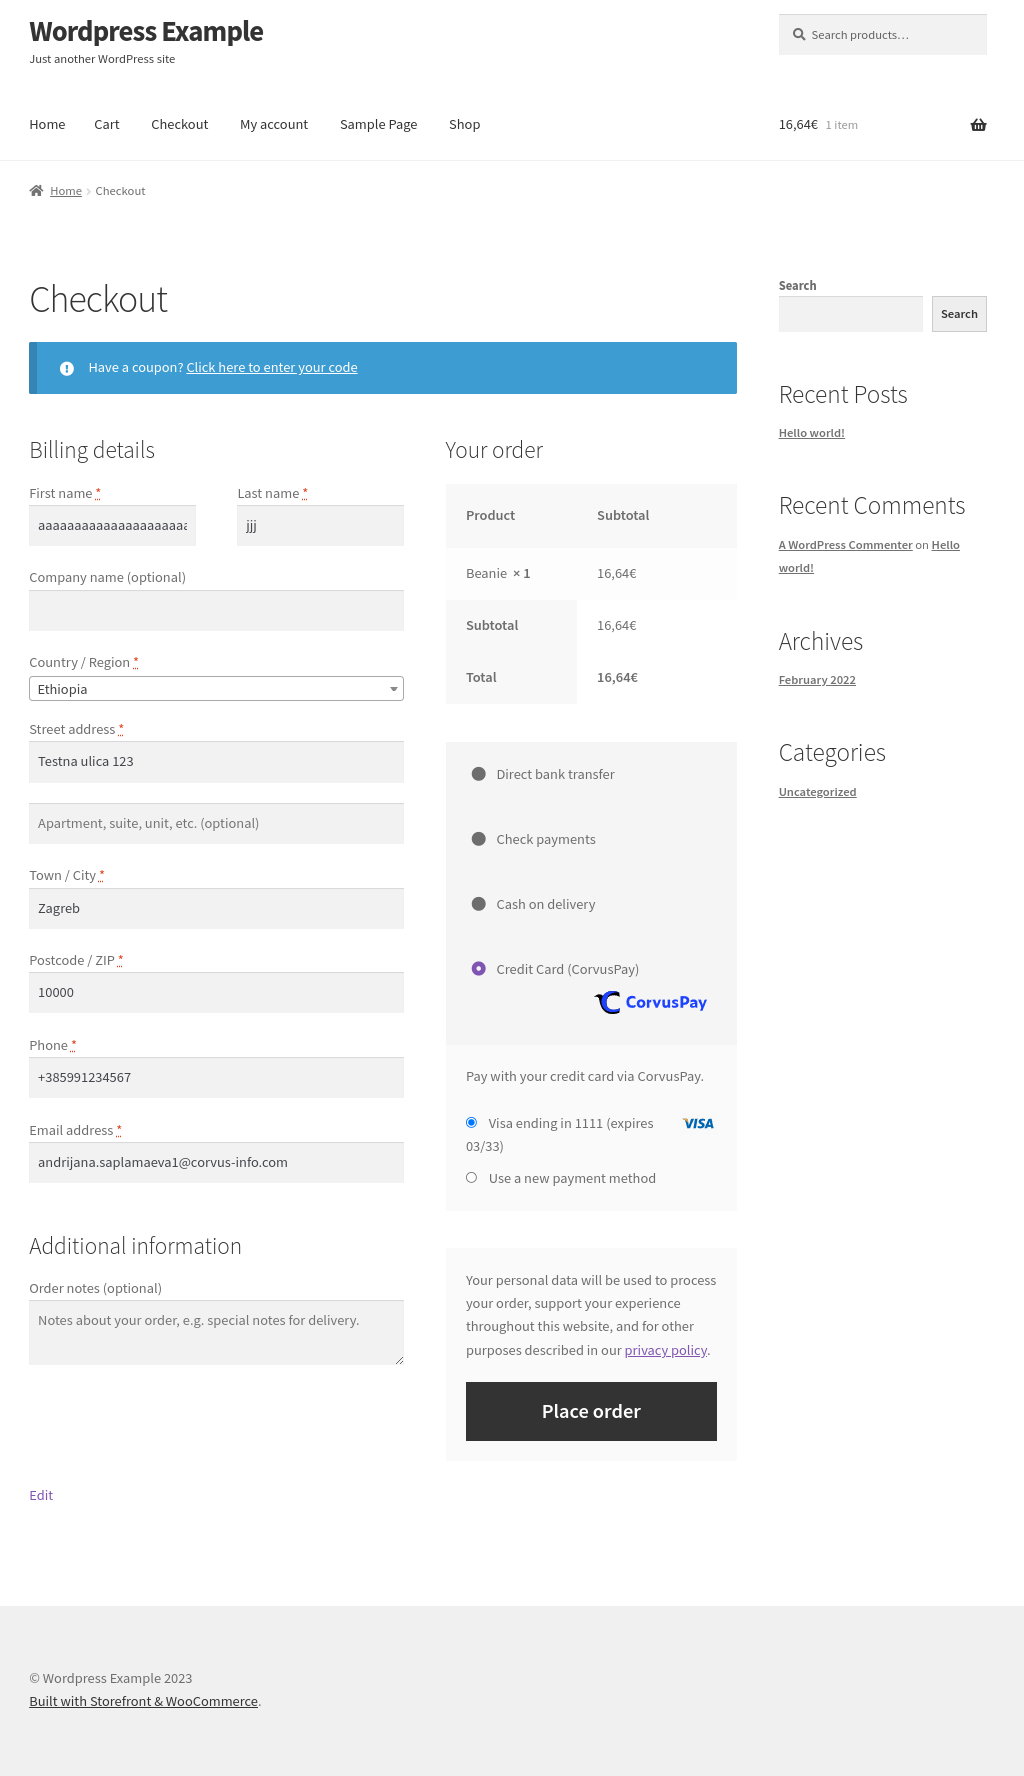 Wordpress Example
Just another WordPress site
Search products…
Home Cart Checkout My account Sample Page Shop
16,64€ 1 item
Home › Checkout
Checkout
Have a coupon? Click here to enter your code
Billing details
First name *
Last name *
aaaaaaaaaaaaaaaaaaaaa
jjj
Company name (optional)
Country / Region *
Ethiopia
Street address *
Testna ulica 123
Apartment, suite, unit, etc. (optional)
Town / City *
Zagreb
Postcode / ZIP *
10000
Phone *
+385991234567
Email address *
andrijana.saplamaeva1@corvus-info.com
Additional information
Order notes (optional)
Notes about your order, e.g. special notes for delivery.
Edit
Your order
Product Subtotal
Beanie × 1 16,64€
Subtotal 16,64€
Total 16,64€
Direct bank transfer
Check payments
Cash on delivery
Credit Card (CorvusPay)
CorvusPay
Pay with your credit card via CorvusPay.
Visa ending in 1111 (expires
03/33)
VISA
Use a new payment method
Your personal data will be used to process
your order, support your experience
throughout this website, and for other
purposes described in our privacy policy.
Place order
Search
Search
Recent Posts
Hello world!
Recent Comments
A WordPress Commenter on Hello
world!
Archives
February 2022
Categories
Uncategorized
© Wordpress Example 2023
Built with Storefront & WooCommerce.